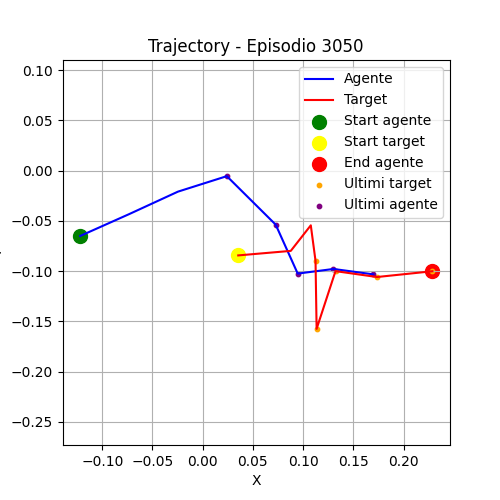 Trajectory - Episodio 3050
Agente
Target
Start agente
Start target
End agente
Ultimi target
Ultimi agente
0.10
0.05
0.00
−0.05
−0.10
−0.15
−0.20
−0.25
−0.10 −0.05 0.00 0.05 0.10 0.15 0.20
X